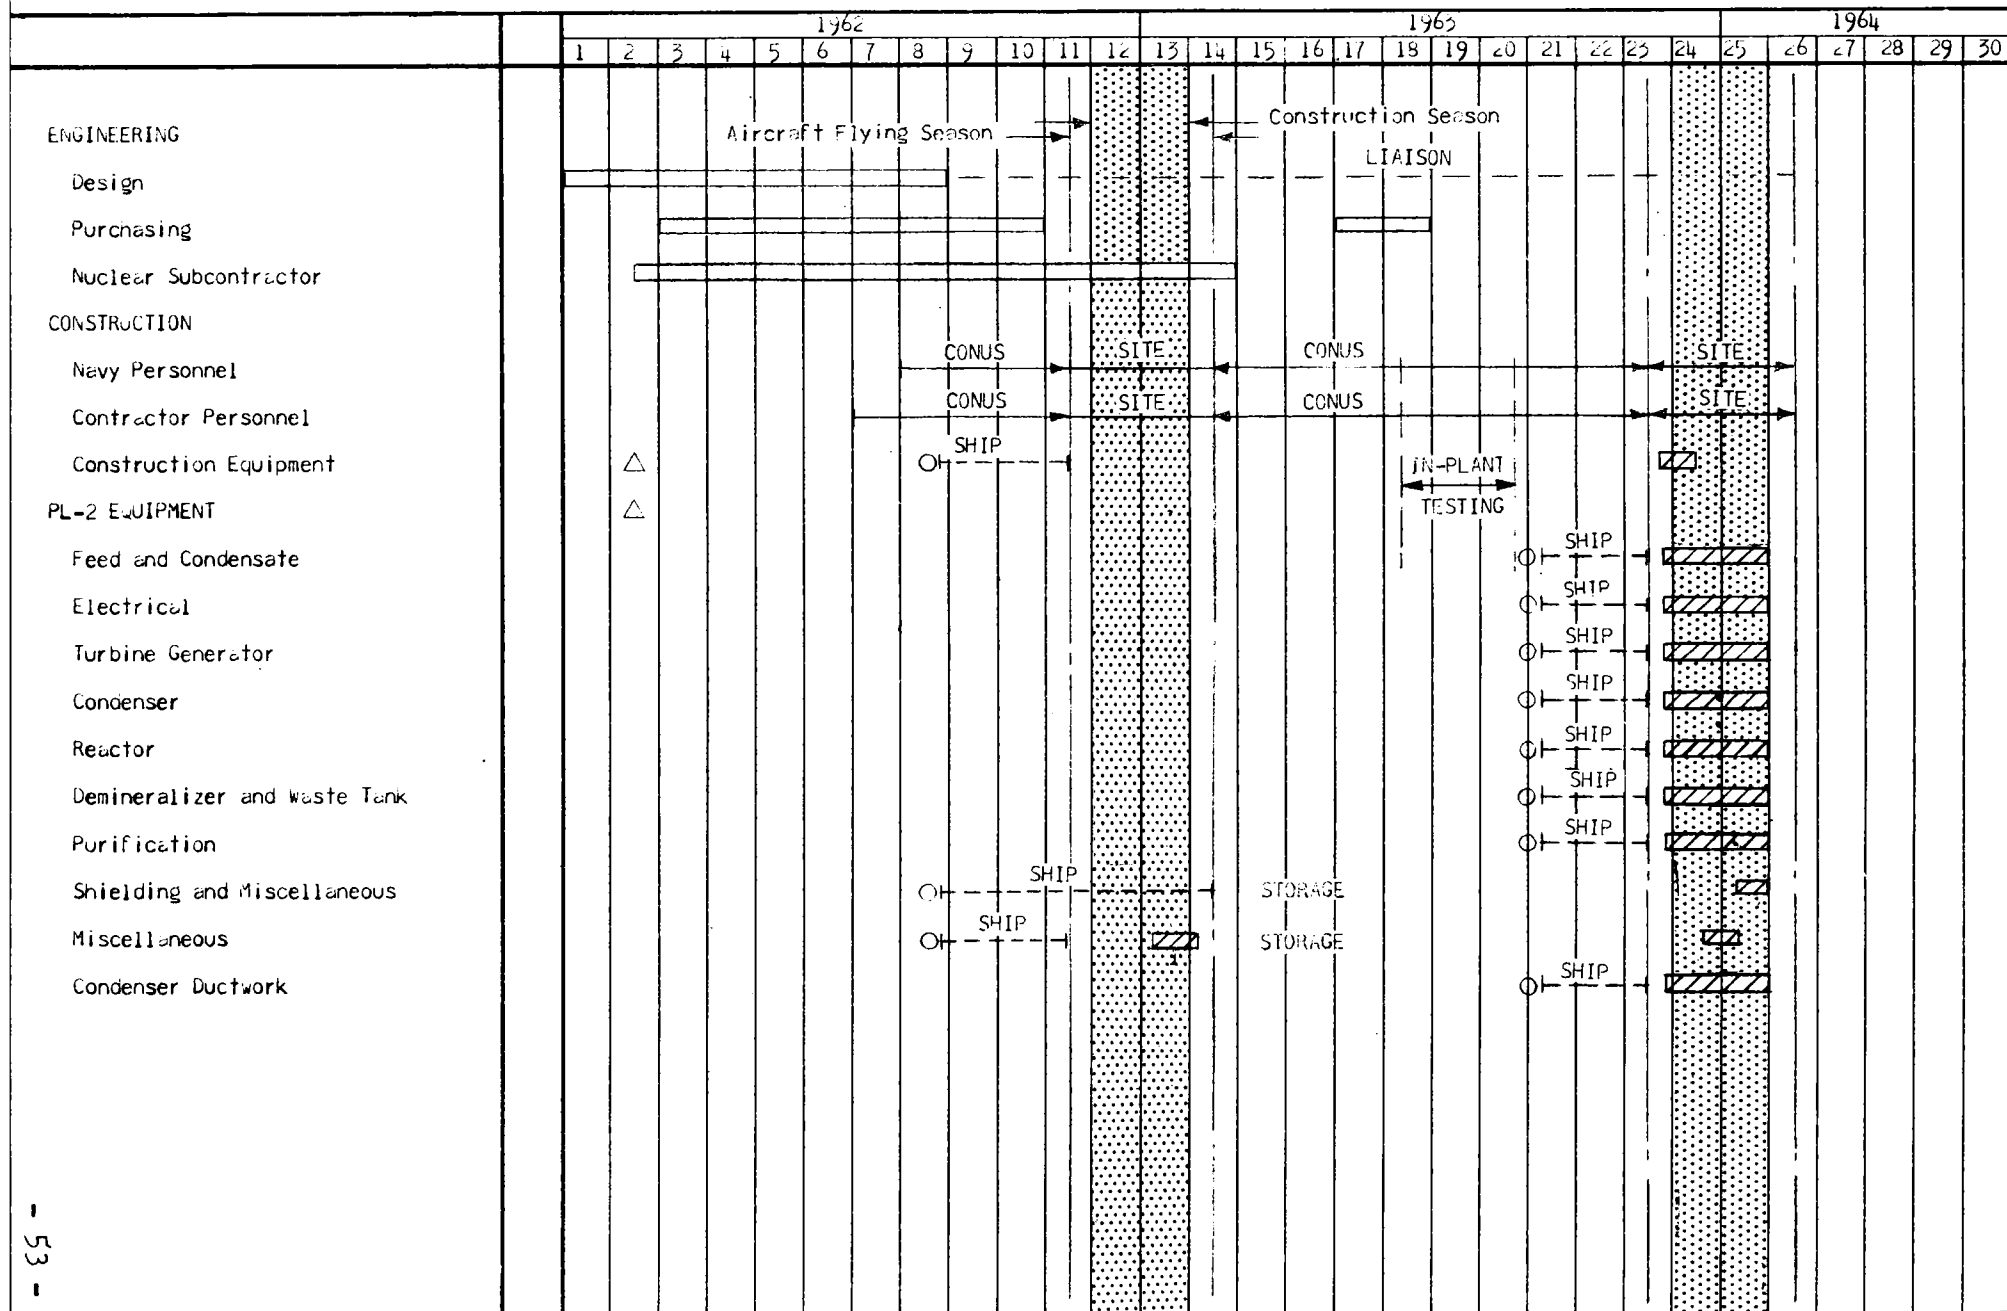 1962 1963 1964
1 2 3 4 5 6 7 8 9 10 11 12 13 14 15 16 17 18 19 20 21 22 23 24 25 26 27 28 29 30
Construction Season
ENGINEERING Aircraft Flying Season
LIAISON
Design
Purchasing
Nuclear Subcontractor
CONSTRUCTION
CONUS SITE CONUS SITE
Navy Personnel
CONUS SITE CONUS SITE
Contractor Personnel
SHIP
Construction Equipment IN-PLANT
PL-2 EQUIPMENT TESTING
SHIP
Feed and Condensate
SHIP
Electrical
SHIP
Turbine Generator
SHIP
Condenser
SHIP
Reactor
SHIP
Demineralizer and Waste Tank
SHIP
Purification
SHIP
Shielding and Miscellaneous STORAGE
SHIP
Miscellaneous STORAGE
SHIP
Condenser Ductwork
- 53 -